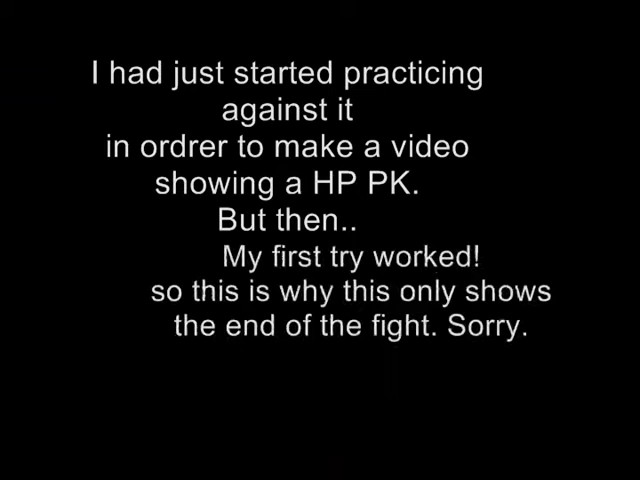 I had just started practicing
against it
in ordrer to make a video
showing a HP PK.
But then..
My first try worked!
so this is why this only shows
the end of the fight. Sorry.